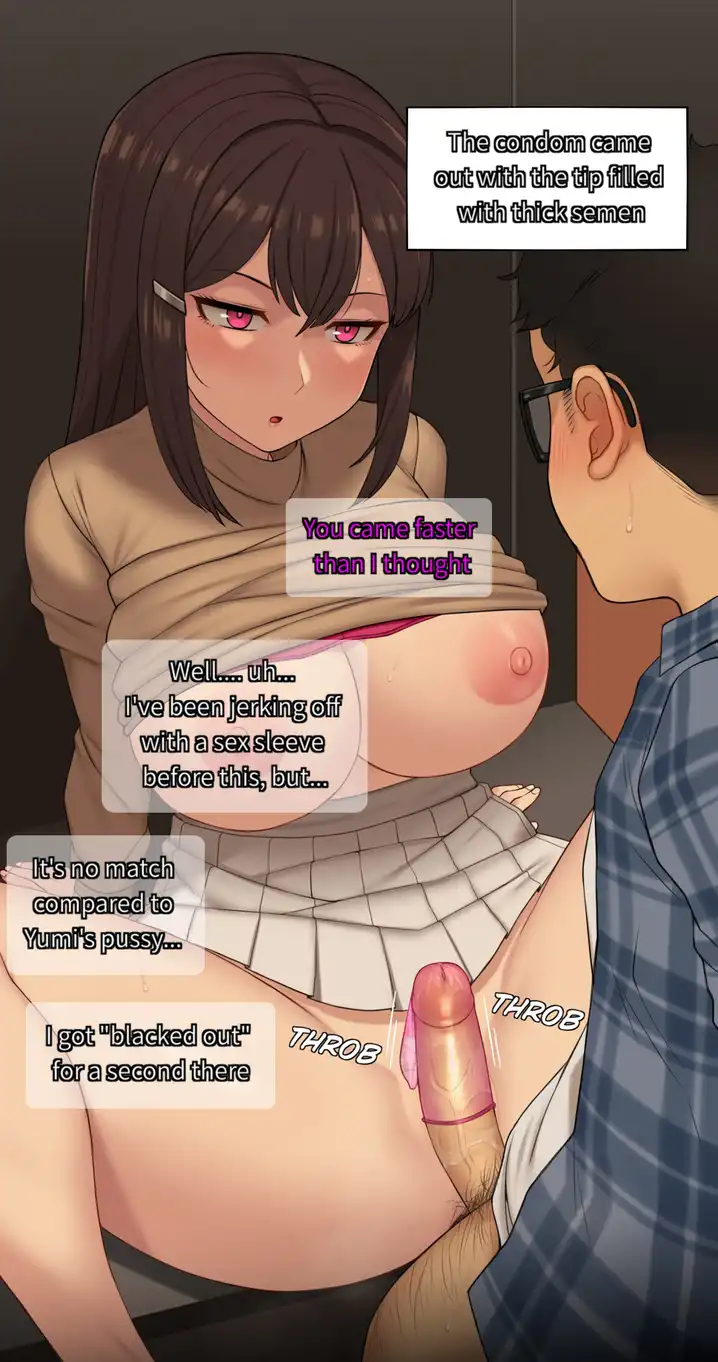 The condom came
out with the tip filled
with thick semen
You came faster
than I thought
Well.... uh...
I've been jerking off
with a sex sleeve
before this, but...
It's no match
compared to
Yumi's pussy...
I got "blacked out"
for a second there
THROB
THROB